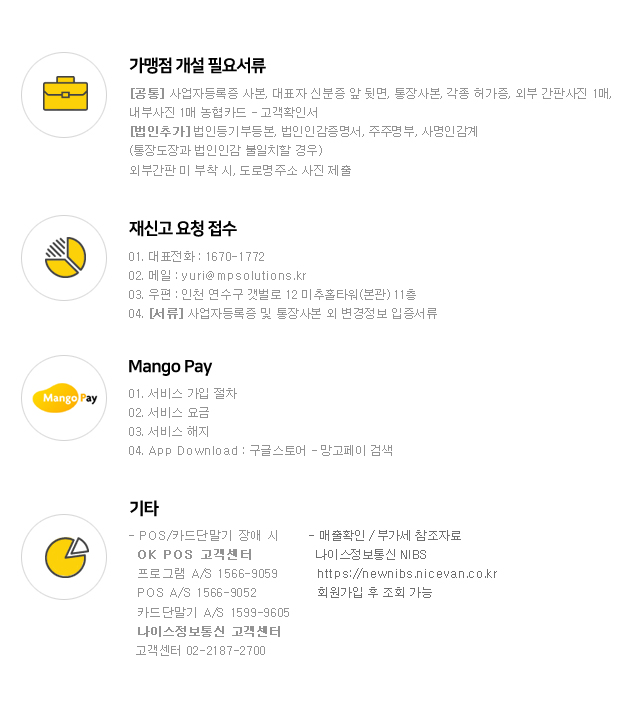 가맹점 개설 필요서류
[공통] 사업자등록증 사본, 대표자 신분증 앞 뒷면, 통장사본, 각종 허가증, 외부 간판사진 1매,
내부사진 1매 농협카드 - 고객확인서
[법인추가] 법인등기부등본, 법인인감증명서, 주주명부, 사명인감계
(통장도장과 법인인감 불일치할 경우)
외부간판 미 부착 시, 도로명주소 사진 제출
재신고 요청 접수
01. 대표전화 : 1670-1772
02. 메일 : yuri@mpsolutions.kr
03. 우편 : 인천 연수구 갯벌로 12 미추홀타워(본관) 11층
04. [서류] 사업자등록증 및 통장사본 외 변경정보 입증서류
Mango Pay
Mango Pay
01. 서비스 가입 절차
02. 서비스 요금
03. 서비스 해지
04. App Download : 구글스토어 - 망고페이 검색
기타
- POS/카드단말기 장애 시
OK POS 고객센터
프로그램 A/S 1566-9059
POS A/S 1566-9052
카드단말기 A/S 1599-9605
나이스정보통신 고객센터
고객센터 02-2187-2700
- 매출확인 / 부가세 참조자료
나이스정보통신 NIBS
https://newnibs.nicevan.co.kr
회원가입 후 조회 가능